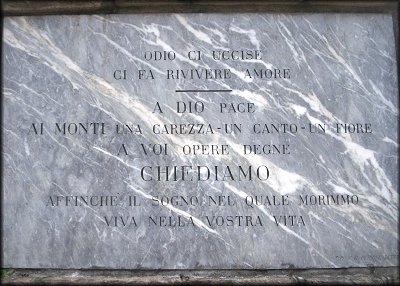 ODIO CI UCCISE
CI FA RIVIVERE AMORE
A DIO PACE
AI MONTI UNA CAREZZA-UN CANTO-UN FIORE
A VOI OPERE DEGNE
CHIEDIAMO
AFFINCHE IL SOGNO NEL QUALE MORIMMO
VIVA NELLA VOSTRA VITA